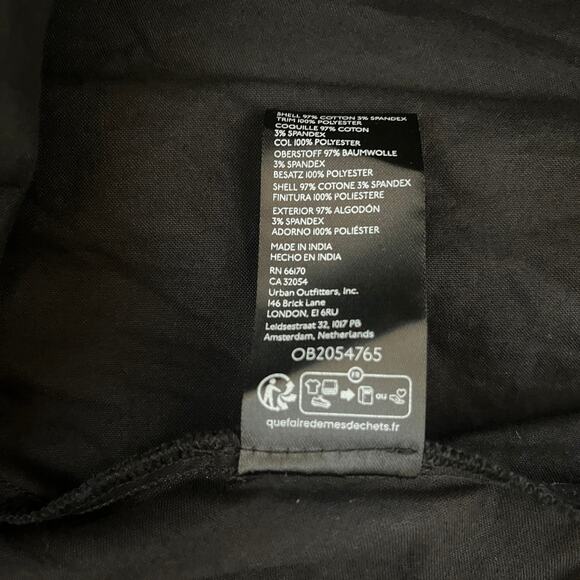 SHELL 97% COTTON 3% SPANDEX
TRIM 100% POLYESTER
COQUILLE 97% COTON
3% SPANDEX
COL 100% POLYESTER
OBERSTOFF 97% BAUMWOLLE
3% SPANDEX
BESATZ 100% POLYESTER
SHELL 97% COTONE 3% SPANDEX
FINITURA 100% POLIESTERE
EXTERIOR 97% ALGODÓN
3% SPANDEX
ADORNO 100% POLIÉSTER
MADE IN INDIA
HECHO EN INDIA
RN 66170
CA 32054
Urban Outfitters, Inc.
146 Brick Lane
LONDON, E1 6RU
Leidsestraat 32, 1017 PB
Amsterdam, Netherlands
OB2054765
FR
ou
quefairedemesdechets.fr